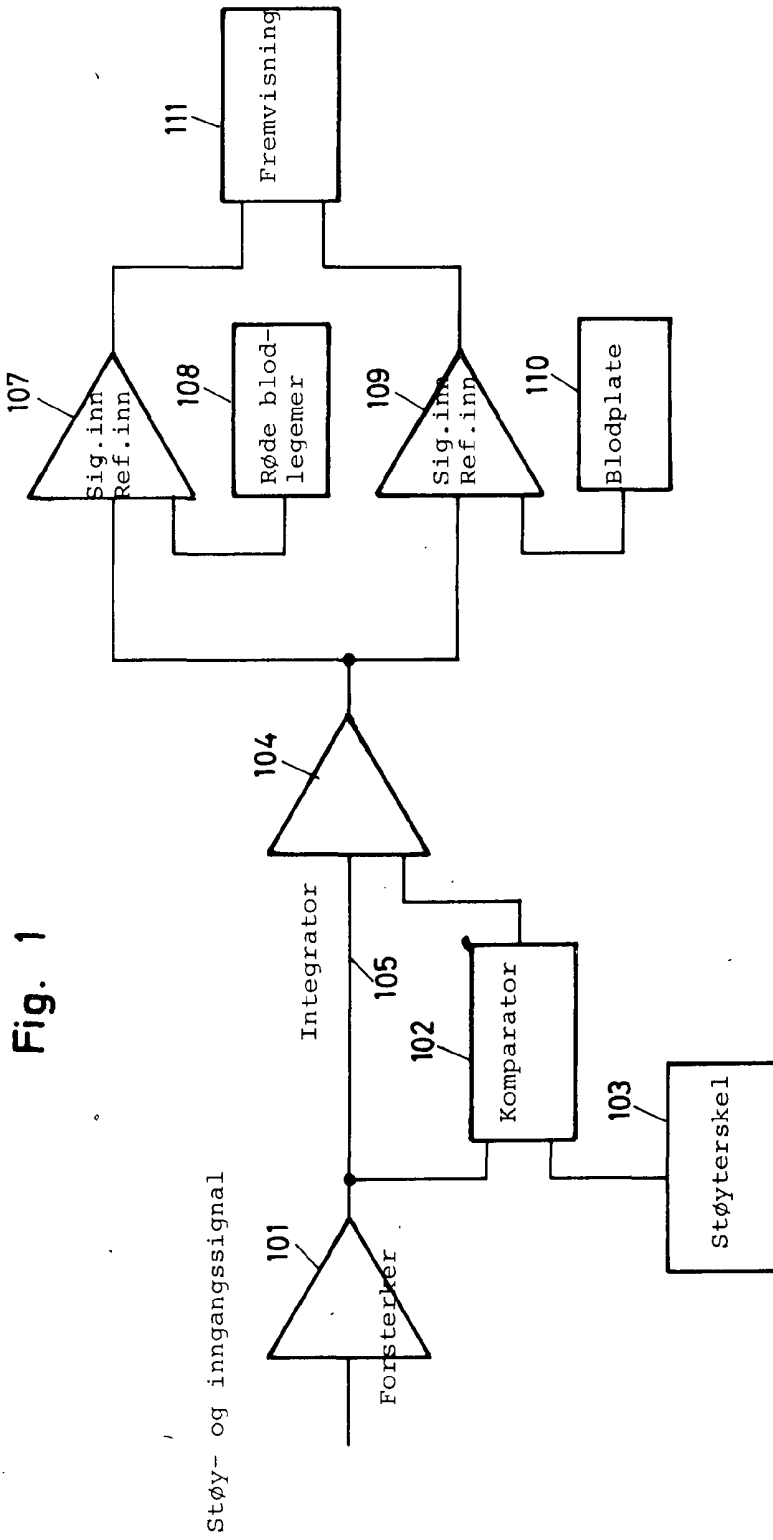 Fig. 1
Støy- og inngangssignal
101
Forsterker
Integrator
105
102
Komparator
103
Støyterskel
104
107
Sig.inn
Ref.inn
108
Røde blod-
legemer
109
Sig.inn
Ref.inn
110
Blodplate
111
Fremvisning